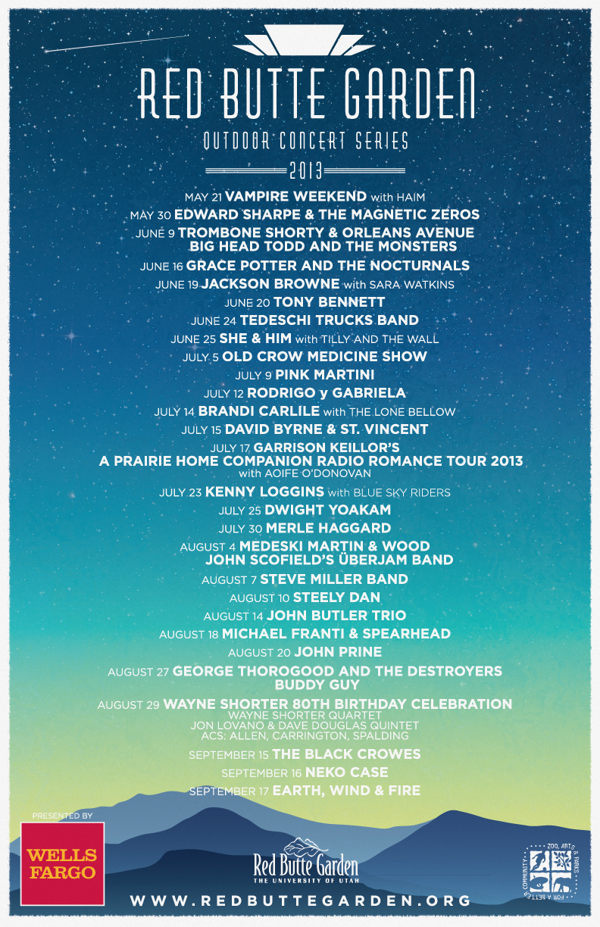 RED BUTTE GARDEN
OUTDOOR CONCERT SERIES
2013
MAY 21 VAMPIRE WEEKEND with HAIM
MAY 30 EDWARD SHARPE & THE MAGNETIC ZEROS
JUNE 9 TROMBONE SHORTY & ORLEANS AVENUE
BIG HEAD TODD AND THE MONSTERS
JUNE 16 GRACE POTTER AND THE NOCTURNALS
JUNE 19 JACKSON BROWNE with SARA WATKINS
JUNE 20 TONY BENNETT
JUNE 24 TEDESCHI TRUCKS BAND
JUNE 25 SHE & HIM with TILLY AND THE WALL
JULY 5 OLD CROW MEDICINE SHOW
JULY 9 PINK MARTINI
JULY 12 RODRIGO y GABRIELA
JULY 14 BRANDI CARLILE with THE LONE BELLOW
JULY 15 DAVID BYRNE & ST. VINCENT
JULY 17 GARRISON KEILLOR'S
A PRAIRIE HOME COMPANION RADIO ROMANCE TOUR 2013
with AOIFE O'DONOVAN
JULY 23 KENNY LOGGINS with BLUE SKY RIDERS
JULY 25 DWIGHT YOAKAM
JULY 30 MERLE HAGGARD
AUGUST 4 MEDESKI MARTIN & WOOD
JOHN SCOFIELD'S ÜBERJAM BAND
AUGUST 7 STEVE MILLER BAND
AUGUST 10 STEELY DAN
AUGUST 14 JOHN BUTLER TRIO
AUGUST 18 MICHAEL FRANTI & SPEARHEAD
AUGUST 20 JOHN PRINE
AUGUST 27 GEORGE THOROGOOD AND THE DESTROYERS
BUDDY GUY
AUGUST 29 WAYNE SHORTER 80TH BIRTHDAY CELEBRATION
WAYNE SHORTER QUARTET
JON LOVANO & DAVE DOUGLAS QUINTET
ACS: ALLEN, CARRINGTON, SPALDING
SEPTEMBER 15 THE BLACK CROWES
SEPTEMBER 16 NEKO CASE
SEPTEMBER 17 EARTH, WIND & FIRE
PRESENTED BY
WELLS
FARGO
Red Butte Garden
THE UNIVERSITY OF UTAH
ZOO, ARTS & PARKS
FOR A BETTER COMMUNITY
WWW.REDBUTTEGARDEN.ORG